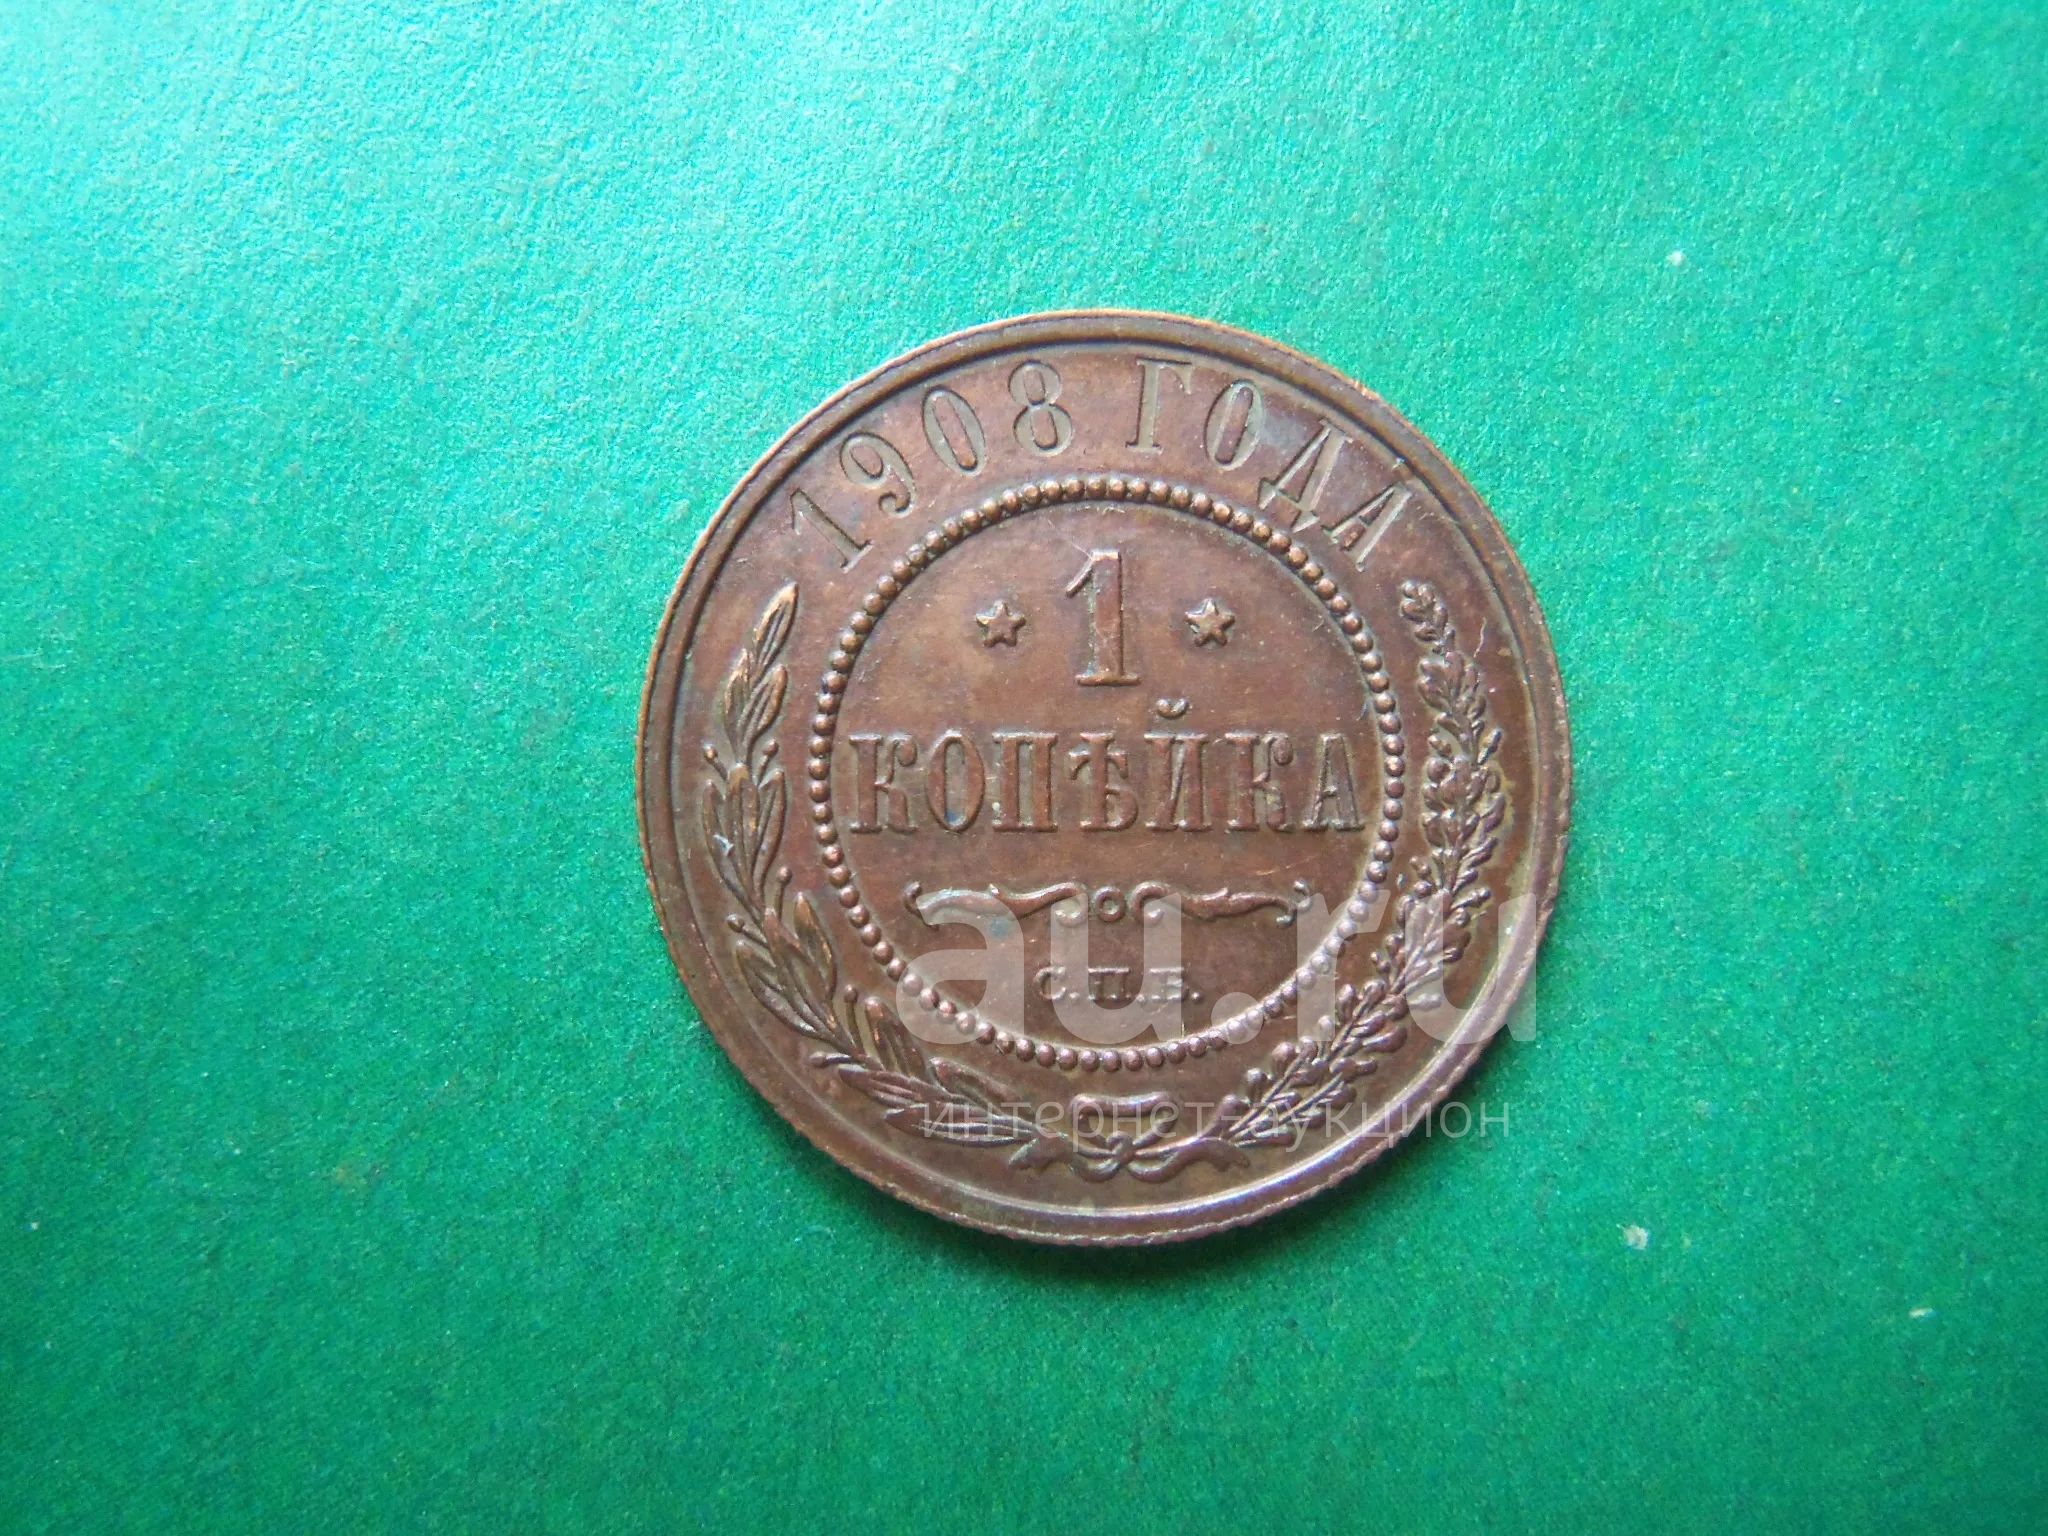 1908 ГОДА
1
КОПѢЙКА
С.П.Б.
au.ru
интернет-аукцион